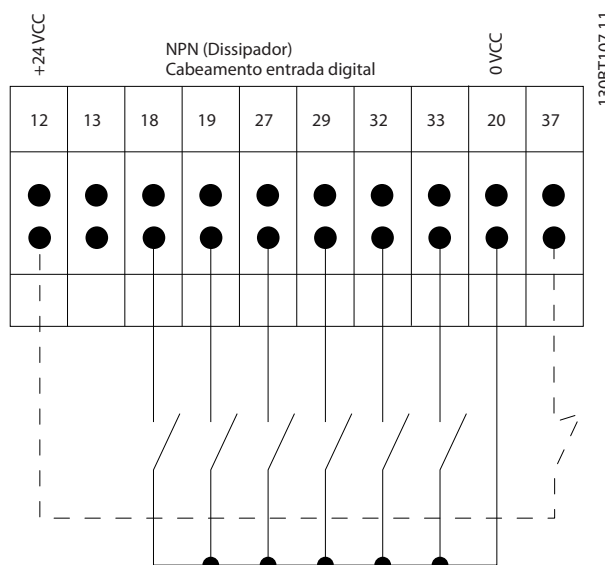 +24 VCC
NPN (Dissipador)
Cabeamento entrada digital
0 VCC
130BT107.11
12 13 18 19 27 29 32 33 20 37